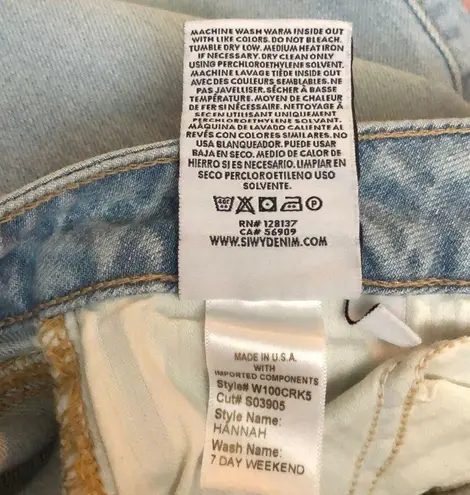 MACHINE WASH WARM INSIDE OUT
WITH LIKE COLORS. DO NOT BLEACH.
TUMBLE DRY LOW. MEDIUM HEAT IRON
IF NECESSARY. DRY CLEAN ONLY
USING PERCHLOROETHYLENE SOLVENT.
MACHINE LAVAGE TIÈDE INSIDE OUT
AVEC DES COULEURS SEMBLABLES. NE
PAS JAVELLISER. SÉCHER À BASSE
TEMPÉRATURE. MOYEN DE CHALEUR
DE FER SI NÉCESSAIRE. NETTOYAGE À
SEC EN UTILISANT UNIQUEMENT
PERCHLOROETHYLENE SOLVANT.
MÁQUINA DE LAVADO CALIENTE AL
REVÉS CON COLORES SIMILARES. NO
USA BLANQUEADOR. PUEDE USAR
BAJA EN SECO. MEDIO DE CALOR DE
HIERRO SI ES NECESARIO. LIMPIAR EN
SECO PERCLOROETILENO USO
SOLVENTE.
RN# 128137
CA# 56909
WWW.SIWYDENIM.COM
MADE IN U.S.A.
WITH
IMPORTED COMPONENTS
Style# W100CRK5
Cut# S03905
Style Name:
HANNAH
Wash Name:
7 DAY WEEKEND